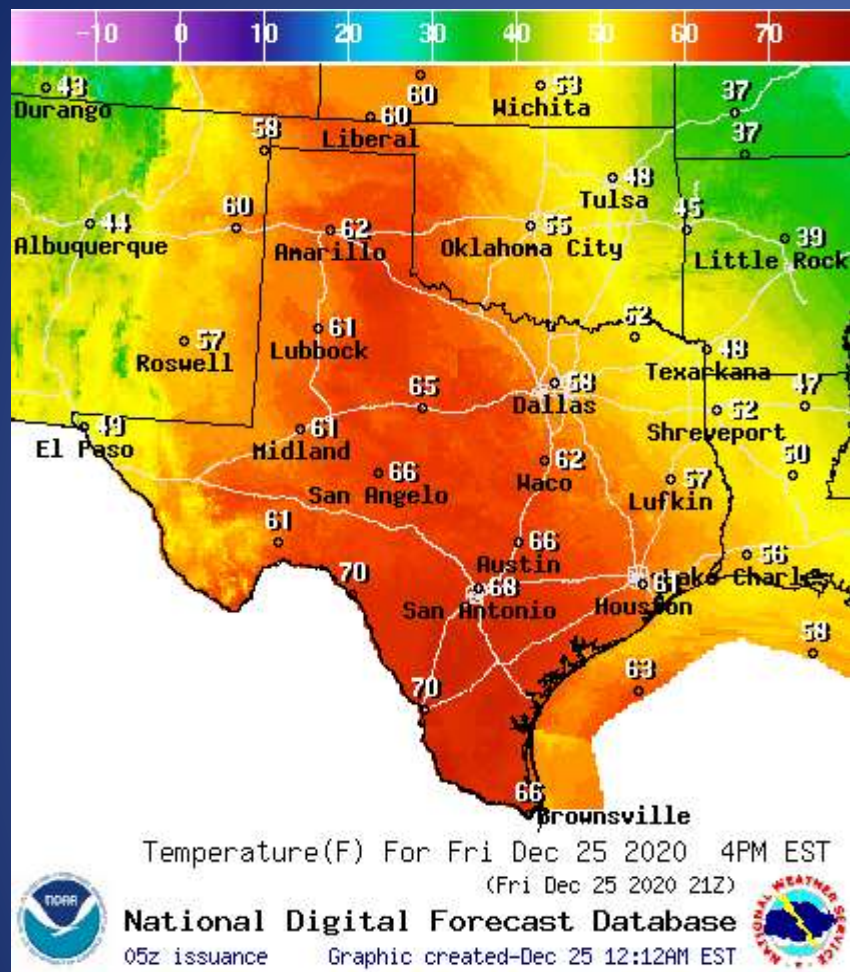 -10 0 10 20 30 40 50 60 70
43
Durango
60
53
Wichita
37
60
Liberal
58
37
48
Tulsa
44
Albuquerque
60
62
Amarillo
55
Oklahoma City
45
39
Little Rock
57
Roswell
61
Lubbock
52
48
Texarkana
65
58
Dallas
47
52
Shreveport
49
El Paso
61
Midland
62
Waco
50
66
San Angelo
57
Lufkin
61
66
Austin
56
Lake Charles
70
68
San Antonio
61
Houston
58
63
70
66
Brownsville
Temperature(F) For Fri Dec 25 2020 4PM EST
(Fri Dec 25 2020 21Z)
National Digital Forecast Database
05z issuance Graphic created-Dec 25 12:12AM EST
NOAA
NATIONAL WEATHER SERVICE